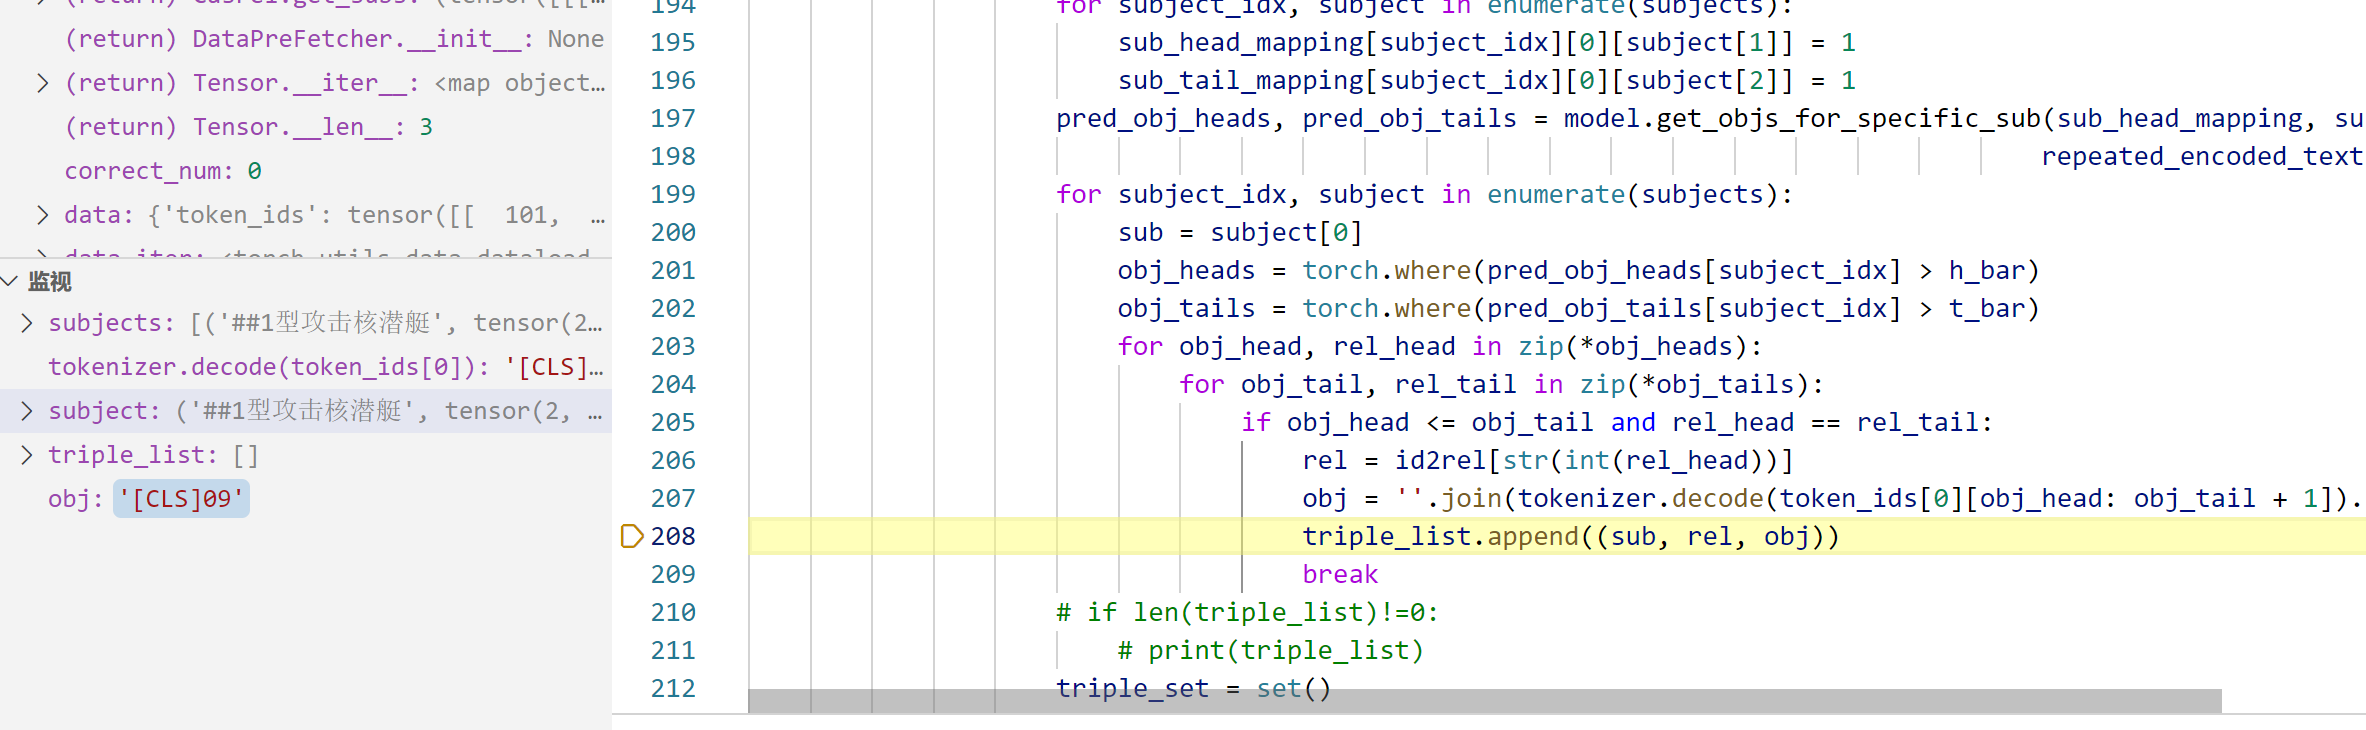 (return) CasRel.get_subs: (tensor([[[…
(return) DataPreFetcher.__init__: None
(return) Tensor.__iter__: <map object…
(return) Tensor.__len__: 3
correct_num: 0
data: {'token_ids': tensor([[  101,  …
data_iter: <torch.utils.data.dataload…
监视
subjects: [('##1型攻击核潜艇', tensor(2…
tokenizer.decode(token_ids[0]): '[CLS]…
subject: ('##1型攻击核潜艇', tensor(2, …
triple_list: []
obj: '[CLS]09'
194 for subject_idx, subject in enumerate(subjects):
195 sub_head_mapping[subject_idx][0][subject[1]] = 1
196 sub_tail_mapping[subject_idx][0][subject[2]] = 1
197 pred_obj_heads, pred_obj_tails = model.get_objs_for_specific_sub(sub_head_mapping, su
198 repeated_encoded_text
199 for subject_idx, subject in enumerate(subjects):
200 sub = subject[0]
201 obj_heads = torch.where(pred_obj_heads[subject_idx] > h_bar)
202 obj_tails = torch.where(pred_obj_tails[subject_idx] > t_bar)
203 for obj_head, rel_head in zip(*obj_heads):
204 for obj_tail, rel_tail in zip(*obj_tails):
205 if obj_head <= obj_tail and rel_head == rel_tail:
206 rel = id2rel[str(int(rel_head))]
207 obj = ''.join(tokenizer.decode(token_ids[0][obj_head: obj_tail + 1]).
208 triple_list.append((sub, rel, obj))
209 break
210 # if len(triple_list)!=0:
211 # print(triple_list)
212 triple_set = set()